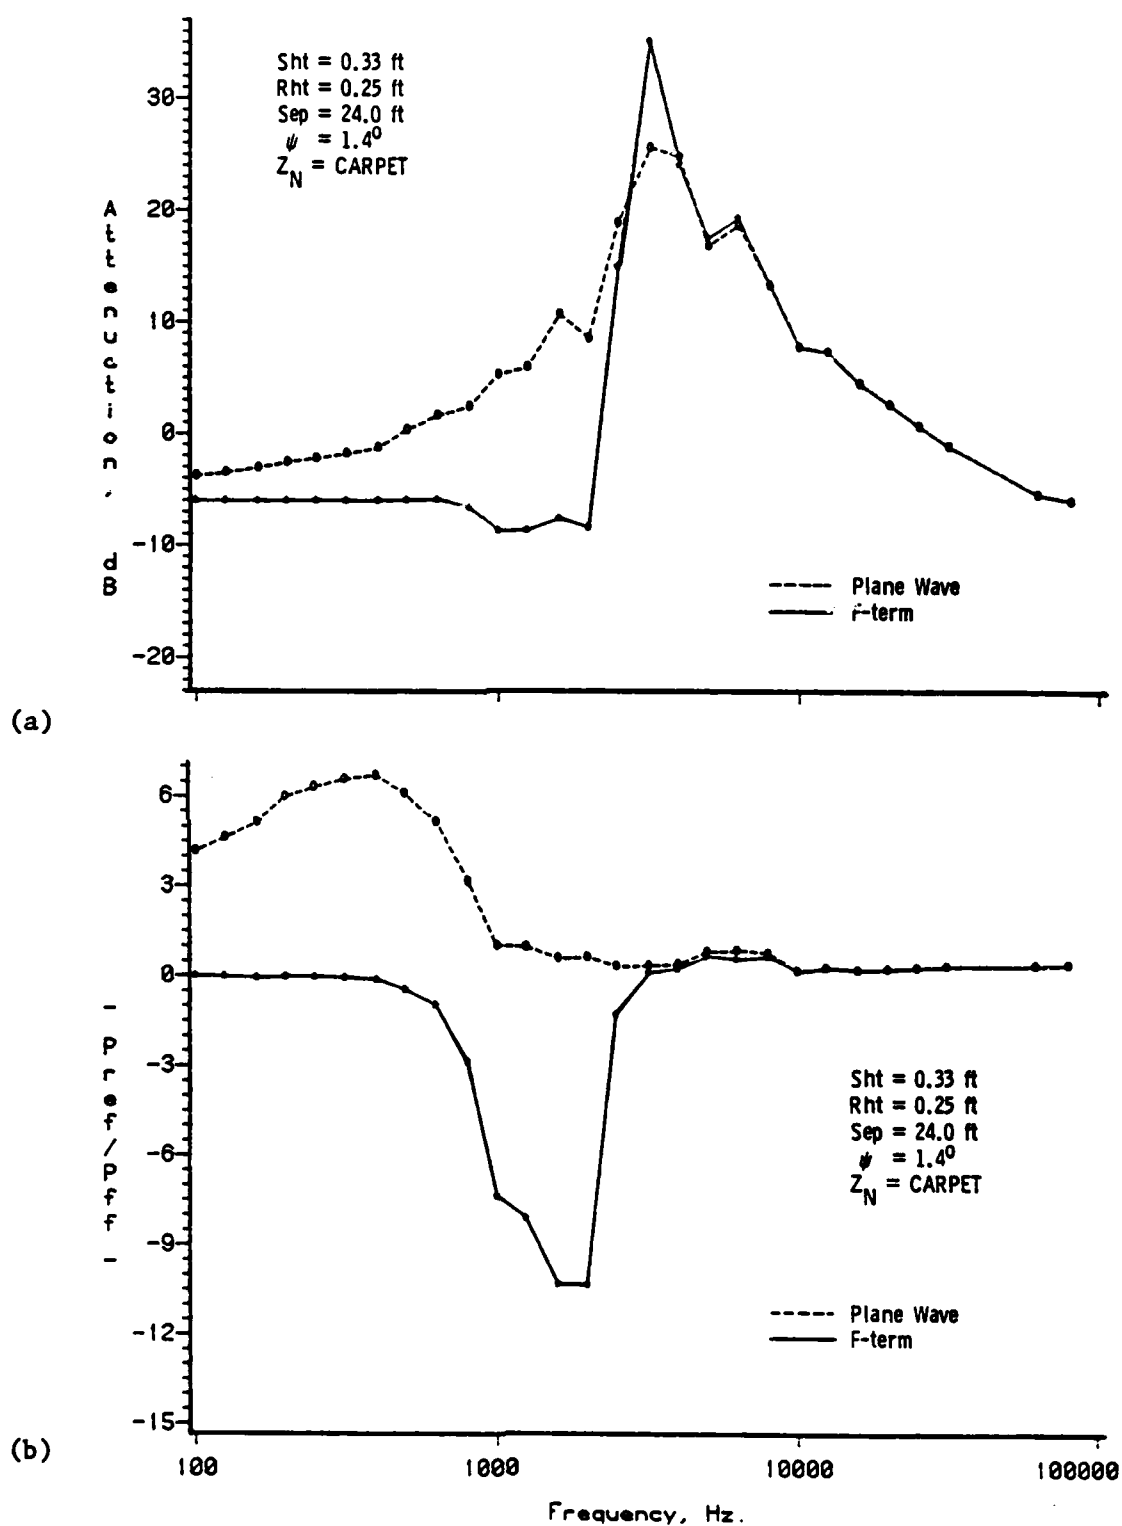 Sht = 0.33 ft
Rht = 0.25 ft
Sep = 24.0 ft
ψ = 1.4⁰
Z_N = CARPET
30
20
10
0
-10
-20
Attenuction, dB
Plane Wave
F-term
(a)
6
3
0
-3
-6
-9
-12
-15
- Pref/Pff -
Sht = 0.33 ft
Rht = 0.25 ft
Sep = 24.0 ft
ψ = 1.4⁰
Z_N = CARPET
Plane Wave
F-term
(b)
100 1000 10000 100000
Frequency, Hz.